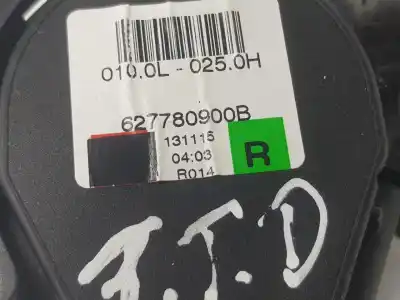 010.0L - 025.0H
627780900B
131115
04:03
R014
R
T.T.D